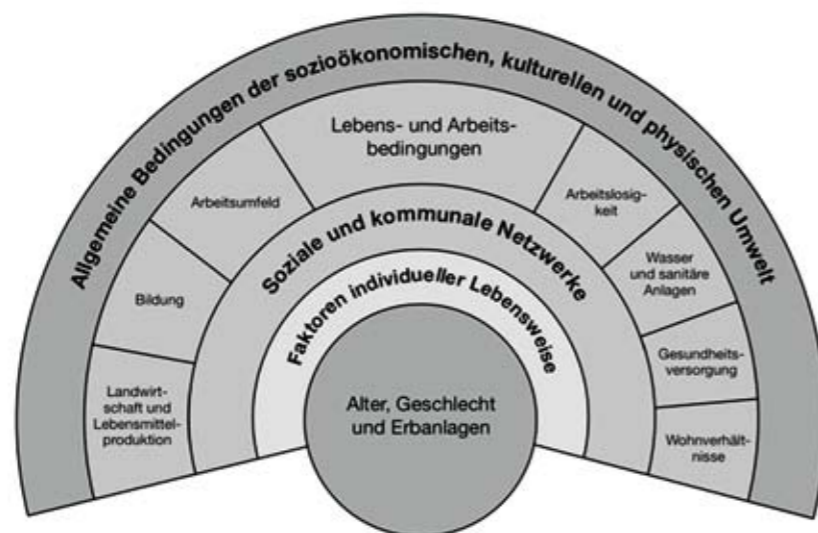 Allgemeine Bedingungen der sozioökonomischen, kulturellen und physischen Umwelt
Lebens- und Arbeits-
bedingungen
Arbeitsumfeld
Bildung
Landwirt-
schaft und
Lebensmittel-
produktion
Arbeitslosig-
keit
Wasser
und sanitäre
Anlagen
Gesundheits-
versorgung
Wohnverhält-
nisse
Soziale und kommunale Netzwerke
Faktoren individueller Lebensweise
Alter, Geschlecht
und Erbanlagen